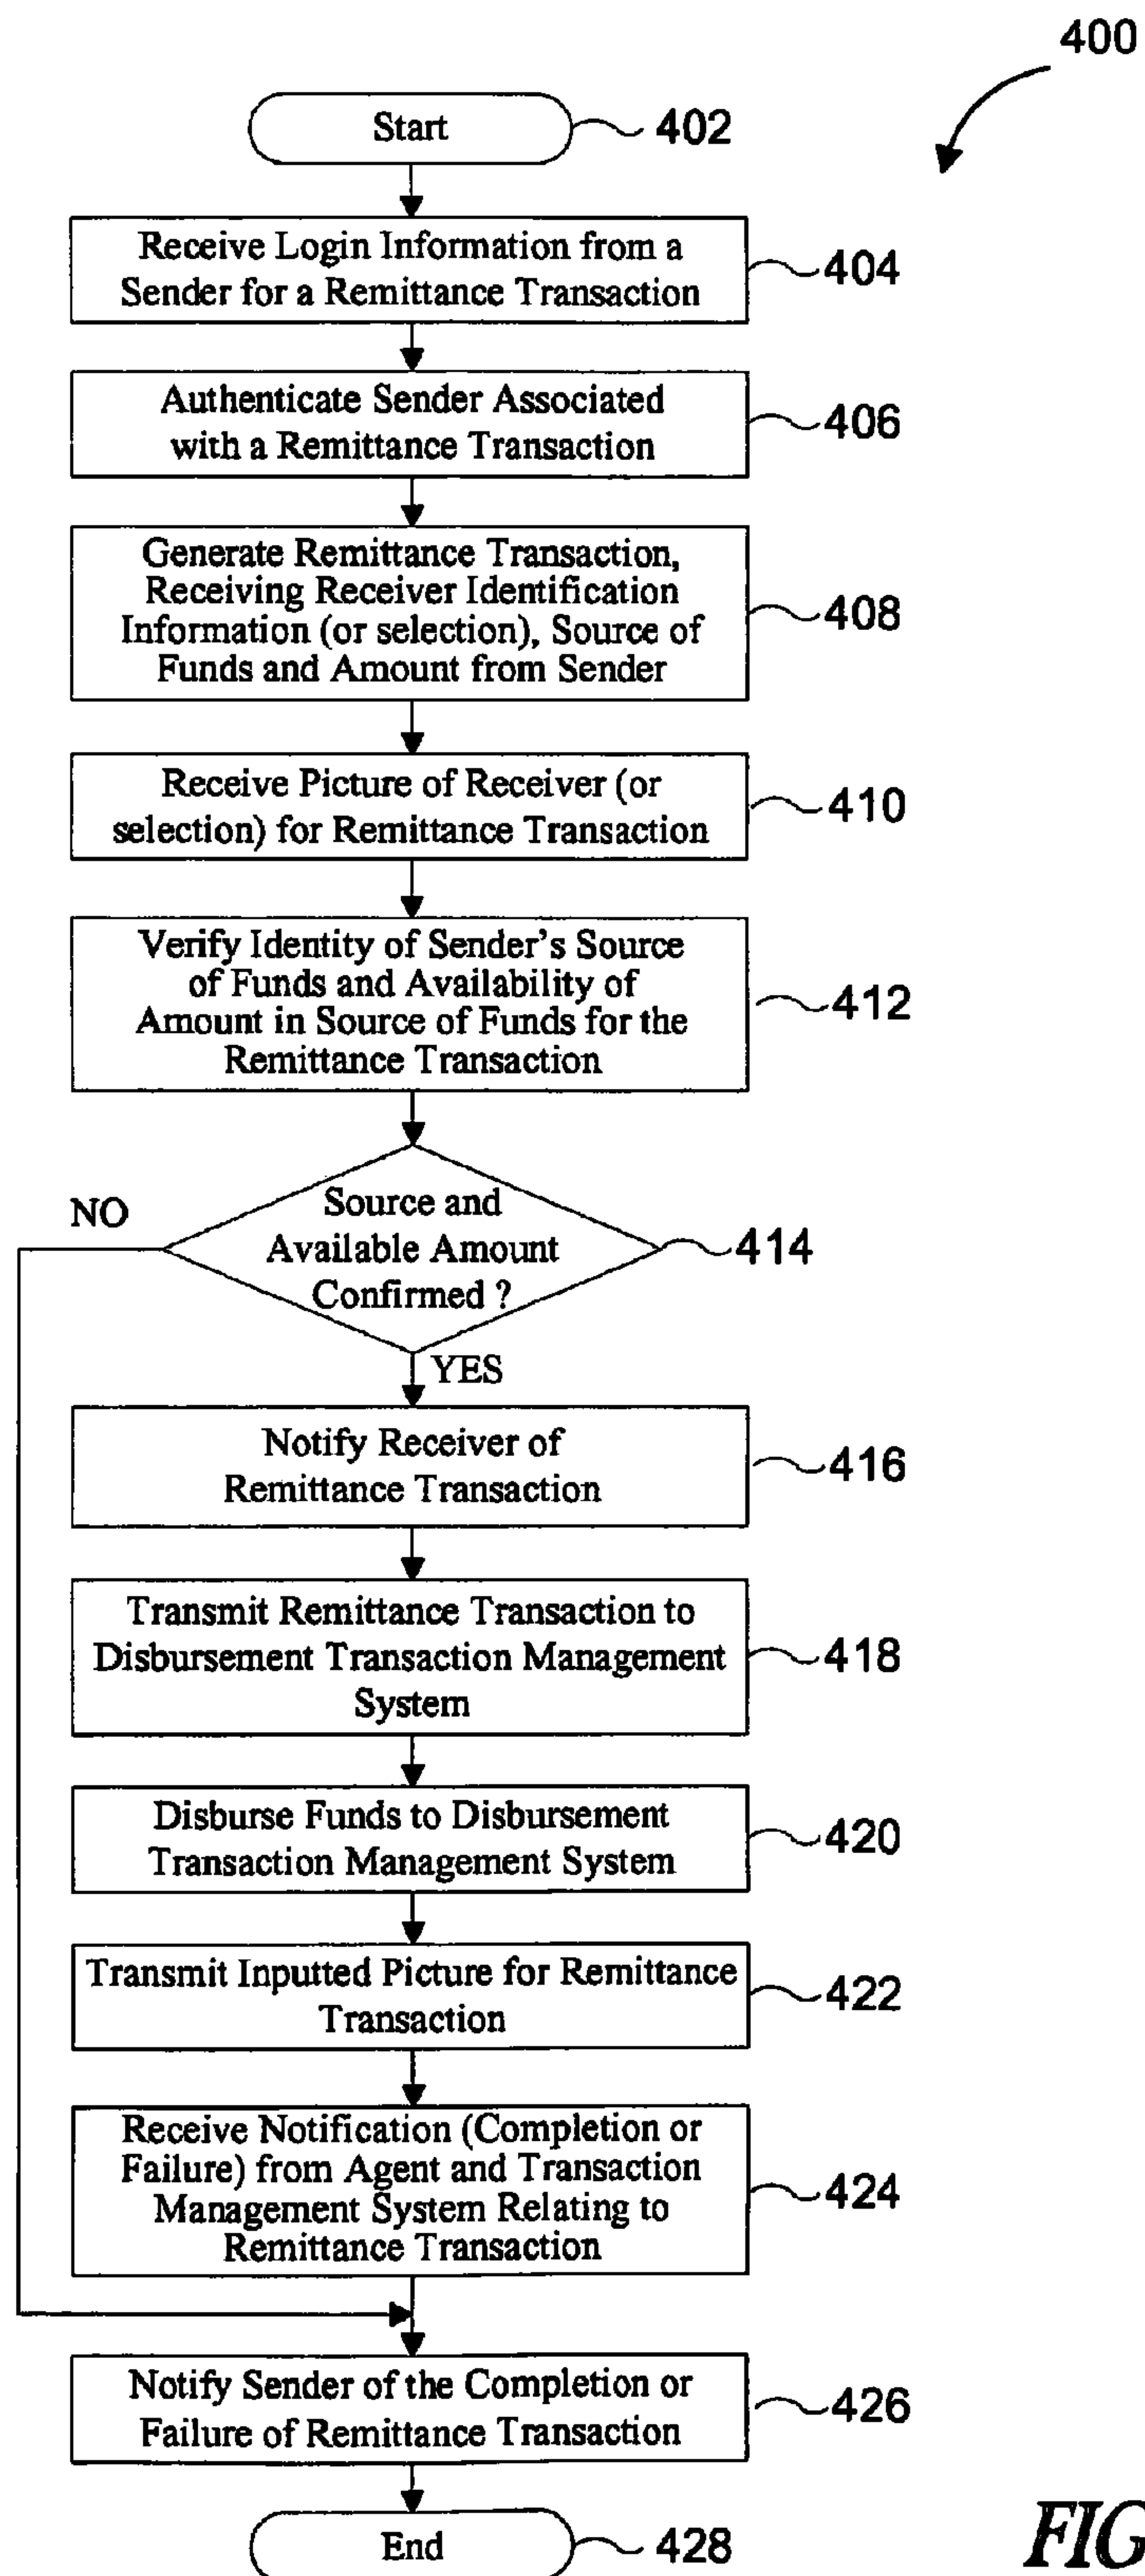 400
Start
402
Receive Login Information from a
Sender for a Remittance Transaction
404
Authenticate Sender Associated
with a Remittance Transaction
406
Generate Remittance Transaction,
Receiving Receiver Identification
Information (or selection), Source of
Funds and Amount from Sender
408
Receive Picture of Receiver (or
selection) for Remittance Transaction
410
Verify Identity of Sender's Source
of Funds and Availability of
Amount in Source of Funds for the
Remittance Transaction
412
NO
Source and
Available Amount
Confirmed ?
414
YES
Notify Receiver of
Remittance Transaction
416
Transmit Remittance Transaction to
Disbursement Transaction Management
System
418
Disburse Funds to Disbursement
Transaction Management System
420
Transmit Inputted Picture for Remittance
Transaction
422
Receive Notification (Completion or
Failure) from Agent and Transaction
Management System Relating to
Remittance Transaction
424
Notify Sender of the Completion or
Failure of Remittance Transaction
426
End
428
FIG